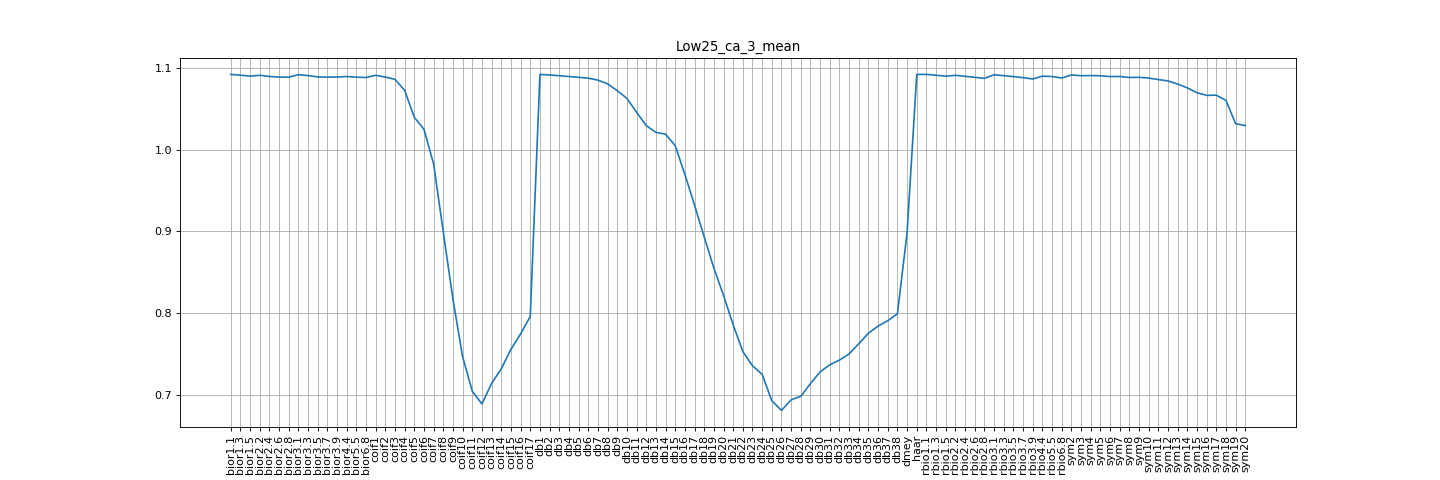 Low25_ca_3_mean
1.1
1.0
0.9
0.8
0.7
bior1.1
bior1.3
bior1.5
bior2.2
bior2.4
bior2.6
bior2.8
bior3.1
bior3.3
bior3.5
bior3.7
bior3.9
bior4.4
bior5.5
bior6.8
coif1
coif2
coif3
coif4
coif5
coif6
coif7
coif8
coif9
coif10
coif11
coif12
coif13
coif14
coif15
coif16
coif17
db1
db2
db3
db4
db5
db6
db7
db8
db9
db10
db11
db12
db13
db14
db15
db16
db17
db18
db19
db20
db21
db22
db23
db24
db25
db26
db27
db28
db29
db30
db31
db32
db33
db34
db35
db36
db37
db38
dmey
haar
rbio1.1
rbio1.3
rbio1.5
rbio2.2
rbio2.4
rbio2.6
rbio2.8
rbio3.1
rbio3.3
rbio3.5
rbio3.7
rbio3.9
rbio4.4
rbio5.5
rbio6.8
sym2
sym3
sym4
sym5
sym6
sym7
sym8
sym9
sym10
sym11
sym12
sym13
sym14
sym15
sym16
sym17
sym18
sym19
sym20